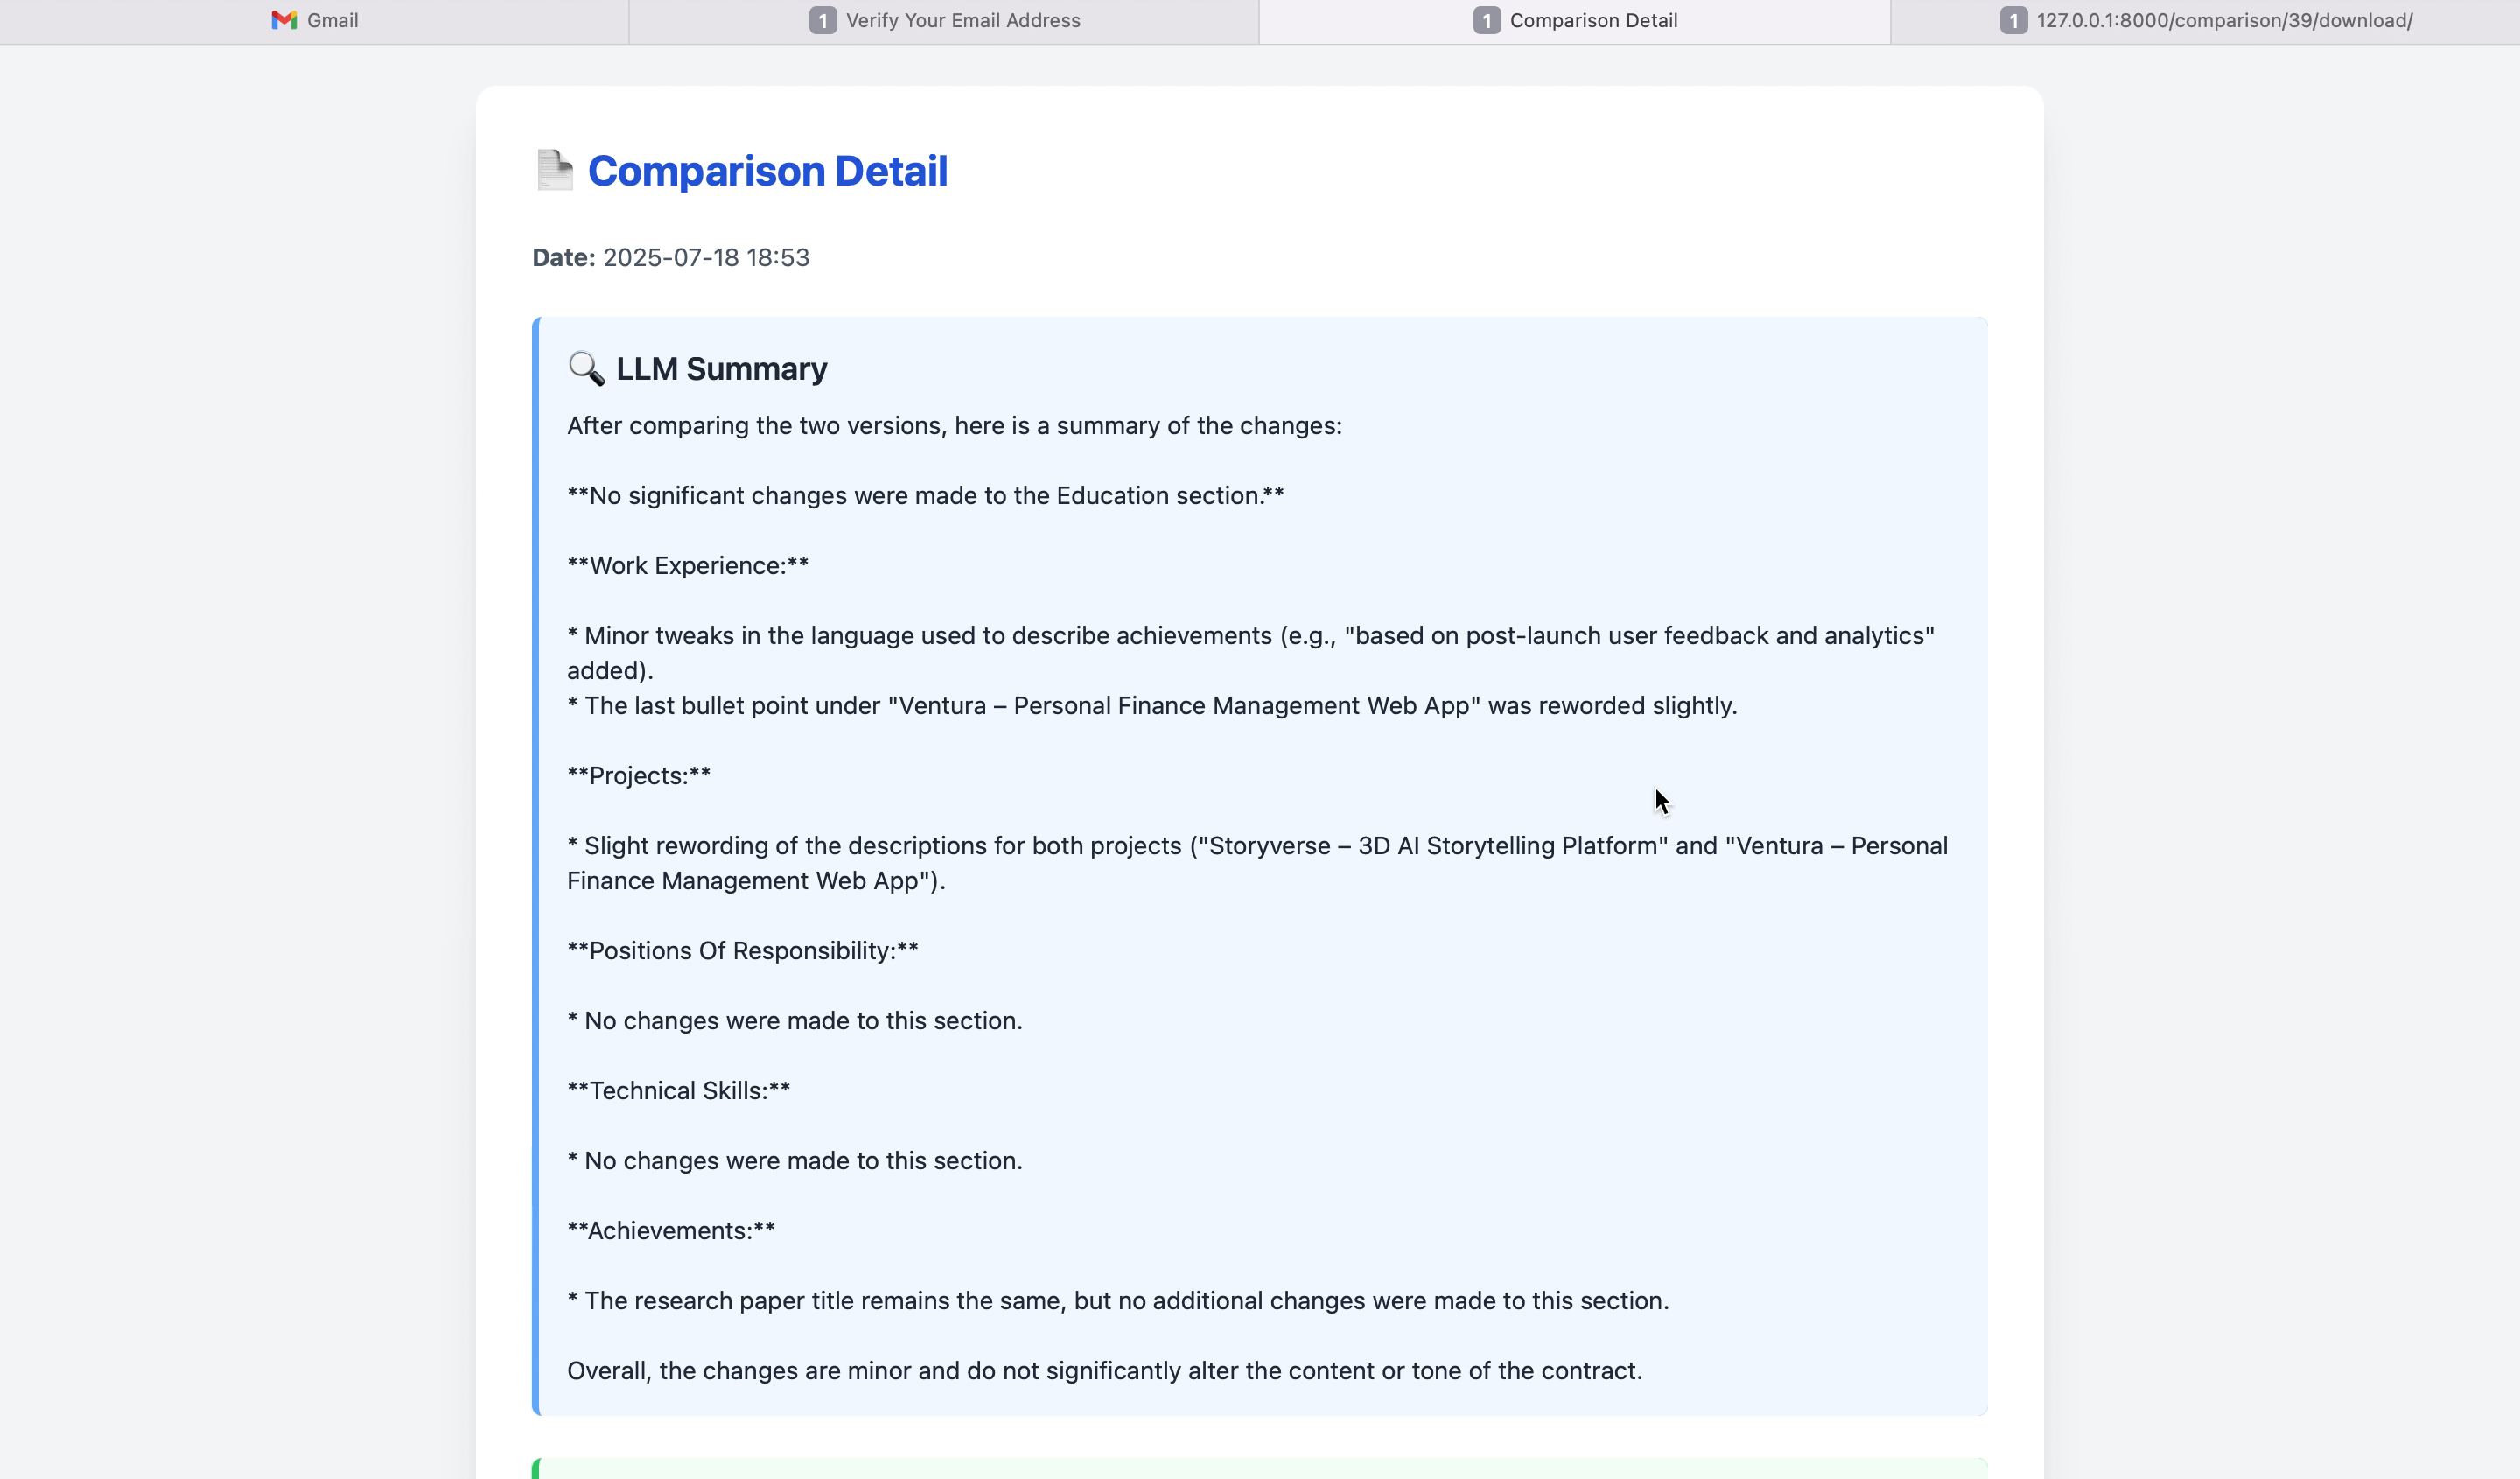 Gmail
1 Verify Your Email Address
1 Comparison Detail
1 127.0.0.1:8000/comparison/39/download/
Comparison Detail
Date: 2025-07-18 18:53
LLM Summary
After comparing the two versions, here is a summary of the changes:
**No significant changes were made to the Education section.**
**Work Experience:**
* Minor tweaks in the language used to describe achievements (e.g., "based on post-launch user feedback and analytics"
added).
* The last bullet point under "Ventura – Personal Finance Management Web App" was reworded slightly.
**Projects:**
* Slight rewording of the descriptions for both projects ("Storyverse – 3D AI Storytelling Platform" and "Ventura – Personal
Finance Management Web App").
**Positions Of Responsibility:**
* No changes were made to this section.
**Technical Skills:**
* No changes were made to this section.
**Achievements:**
* The research paper title remains the same, but no additional changes were made to this section.
Overall, the changes are minor and do not significantly alter the content or tone of the contract.